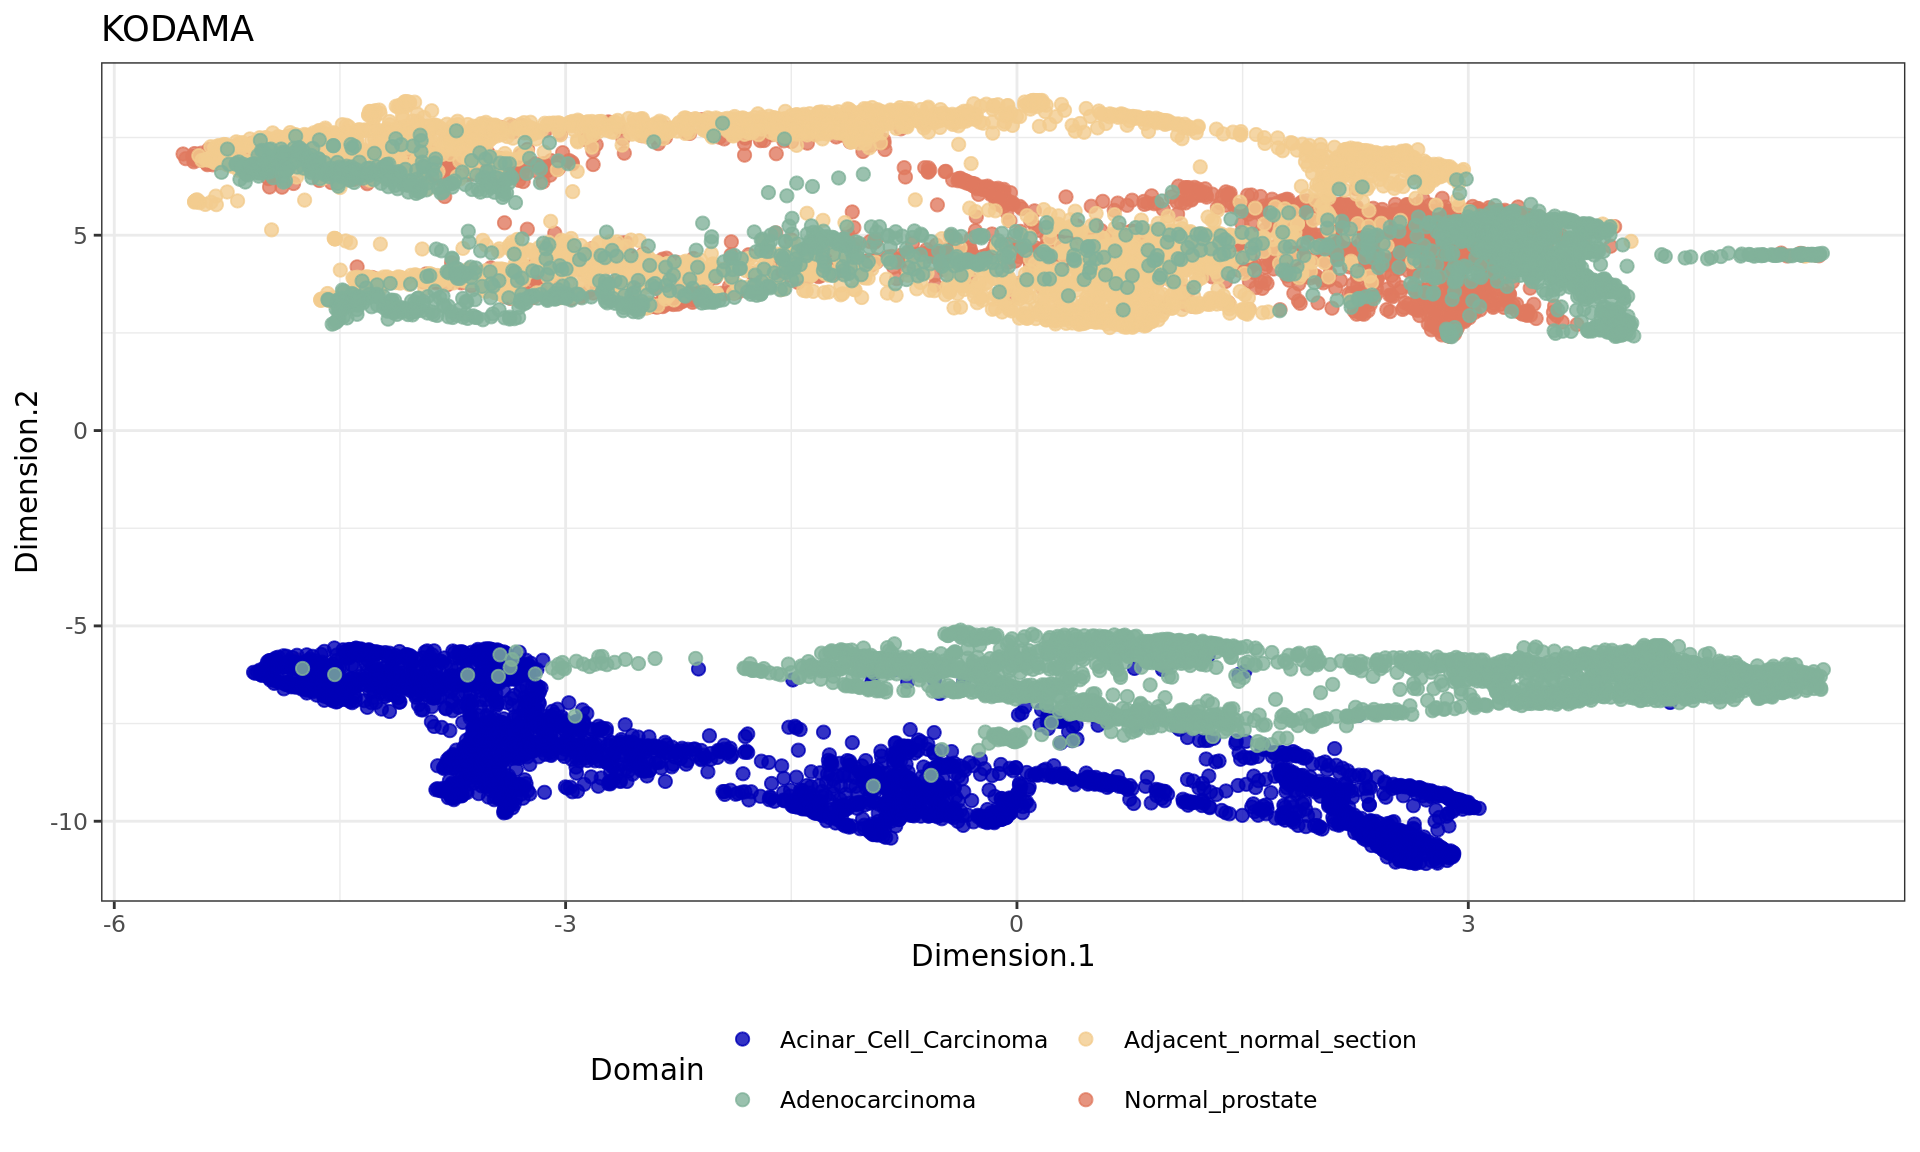 KODAMA
5
0
-5
-10
Dimension.2
-6
-3
0
3
Dimension.1
Domain
Acinar_Cell_Carcinoma
Adjacent_normal_section
Adenocarcinoma
Normal_prostate